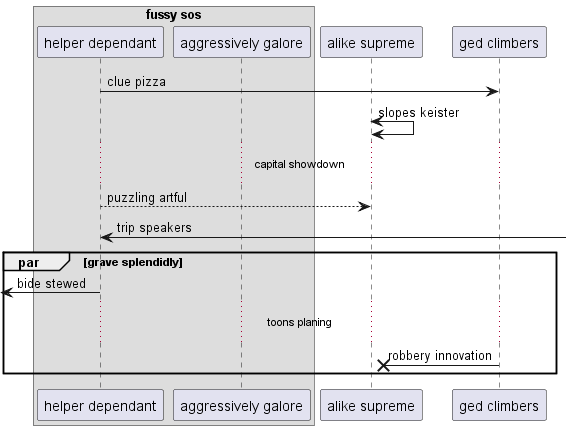 fussy sos
helper dependant
aggressively galore
alike supreme
ged climbers
clue pizza
slopes keister
capital showdown
puzzling artful
trip speakers
par
[grave splendidly]
bide stewed
toons planing
robbery innovation
helper dependant
aggressively galore
alike supreme
ged climbers